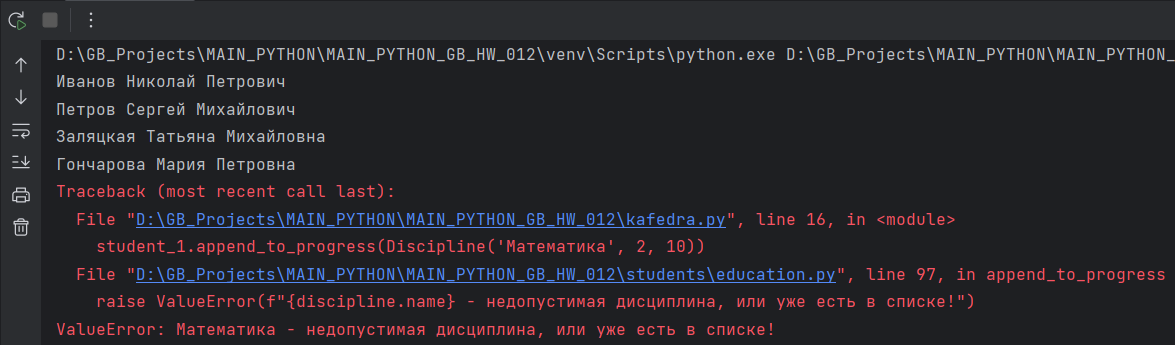 D:\GB_Projects\MAIN_PYTHON\MAIN_PYTHON_GB_HW_012\venv\Scripts\python.exe D:\GB_Projects\MAIN_PYTHON\MAIN_PYTHON_
Иванов Николай Петрович
Петров Сергей Михайлович
Заляцкая Татьяна Михайловна
Гончарова Мария Петровна
Traceback (most recent call last):
  File "D:\GB_Projects\MAIN_PYTHON\MAIN_PYTHON_GB_HW_012\kafedra.py", line 16, in <module>
    student_1.append_to_progress(Discipline('Математика', 2, 10))
  File "D:\GB_Projects\MAIN_PYTHON\MAIN_PYTHON_GB_HW_012\students\education.py", line 97, in append_to_progress
    raise ValueError(f"{discipline.name} - недопустимая дисциплина, или уже есть в списке!")
ValueError: Математика - недопустимая дисциплина, или уже есть в списке!